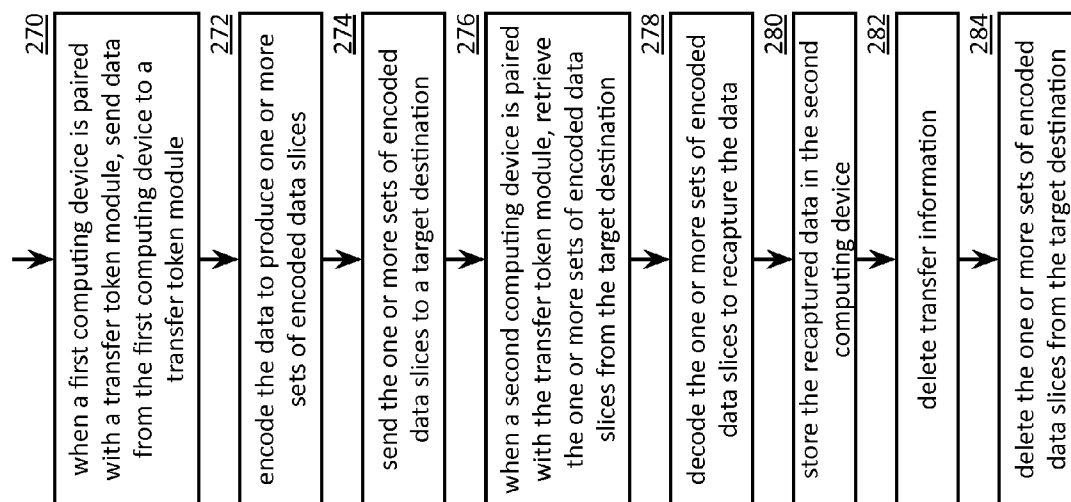 270
when a first computing device is paired
with a transfer token module, send data
from the first computing device to a
transfer token module
272
encode the data to produce one or more
sets of encoded data slices
274
send the one or more sets of encoded
data slices to a target destination
276
when a second computing device is paired
with the transfer token module, retrieve
the one or more sets of encoded data
slices from the target destination
278
decode the one or more sets of encoded
data slices to recapture the data
280
store the recaptured data in the second
computing device
282
delete transfer information
284
delete the one or more sets of encoded
data slices from the target destination